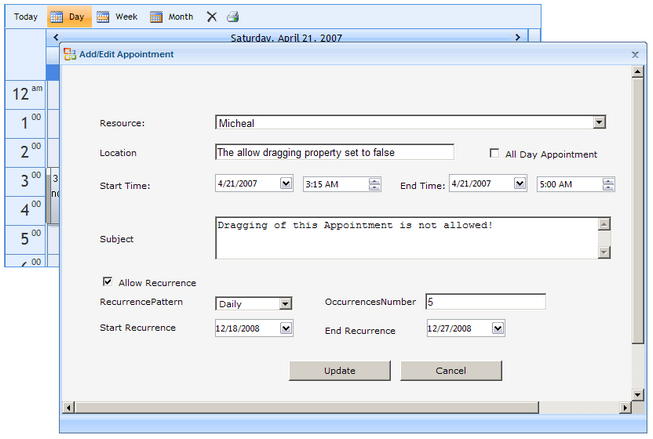 Today Day Week Month
Saturday, April 21, 2007
Add/Edit Appointment
12 am
1 00
2 00
3 00
4 00
5 00
3
Resource: Micheal
Location The allow dragging property set to false All Day Appointment
Start Time: 4/21/2007 3:15 AM End Time: 4/21/2007 5:00 AM
Subject Dragging of this Appointment is not allowed!
Allow Recurrence
RecurrencePattern Daily OccurrencesNumber 5
Start Recurrence 12/18/2008 End Recurrence 12/27/2008
Update Cancel